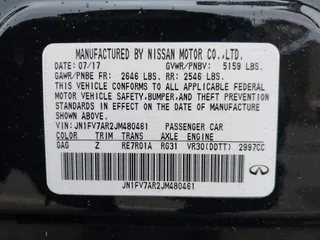 MANUFACTURED BY NISSAN MOTOR CO.,LTD.
DATE: 07/17 GVWR/PNBV: 5159 LBS.
GAWR/PNBE FR: 2646 LBS. RR: 2546 LBS.
THIS VEHICLE CONFORMS TO ALL APPLICABLE FEDERAL
MOTOR VEHICLE SAFETY, BUMPER, AND THEFT PREVENTION
STANDARDS IN EFFECT ON THE DATE OF
MANUFACTURE SHOWN ABOVE.
VIN: JN1FV7AR2JM480461 PASSENGER CAR
COLOR TRIM TRANS AXLE ENGINE
GAG Z RE7R01A RG31 VR30(DDTT) 2997CC
JN1FV7AR2JM480461